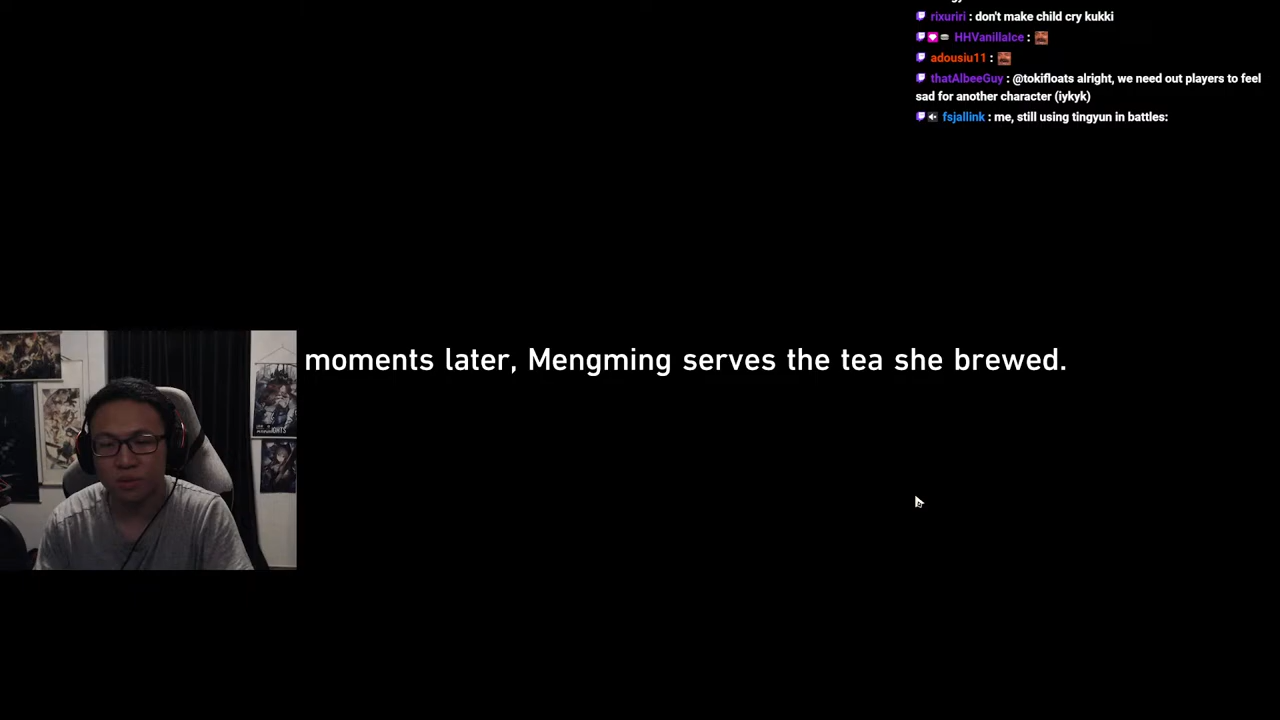 rixuriri : don't make child cry kukki
HHVanillaIce :
adousiu11 :
thatAlbeeGuy : @tokifloats alright, we need out players to feel
sad for another character (iykyk)
fsjallink : me, still using tingyun in battles:
moments later, Mengming serves the tea she brewed.